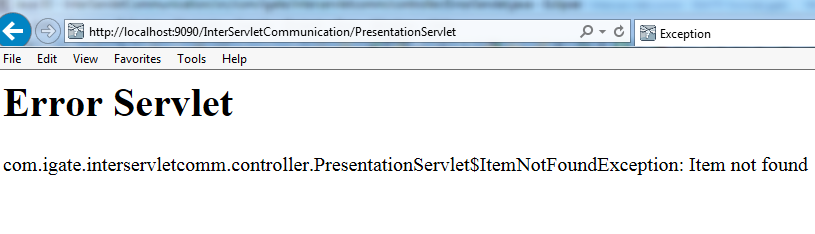 http://localhost:9090/InterServletCommunication/PresentationServlet
Exception
File Edit View Favorites Tools Help
Error Servlet
com.igate.interservletcomm.controller.PresentationServlet$ItemNotFoundException: Item not found